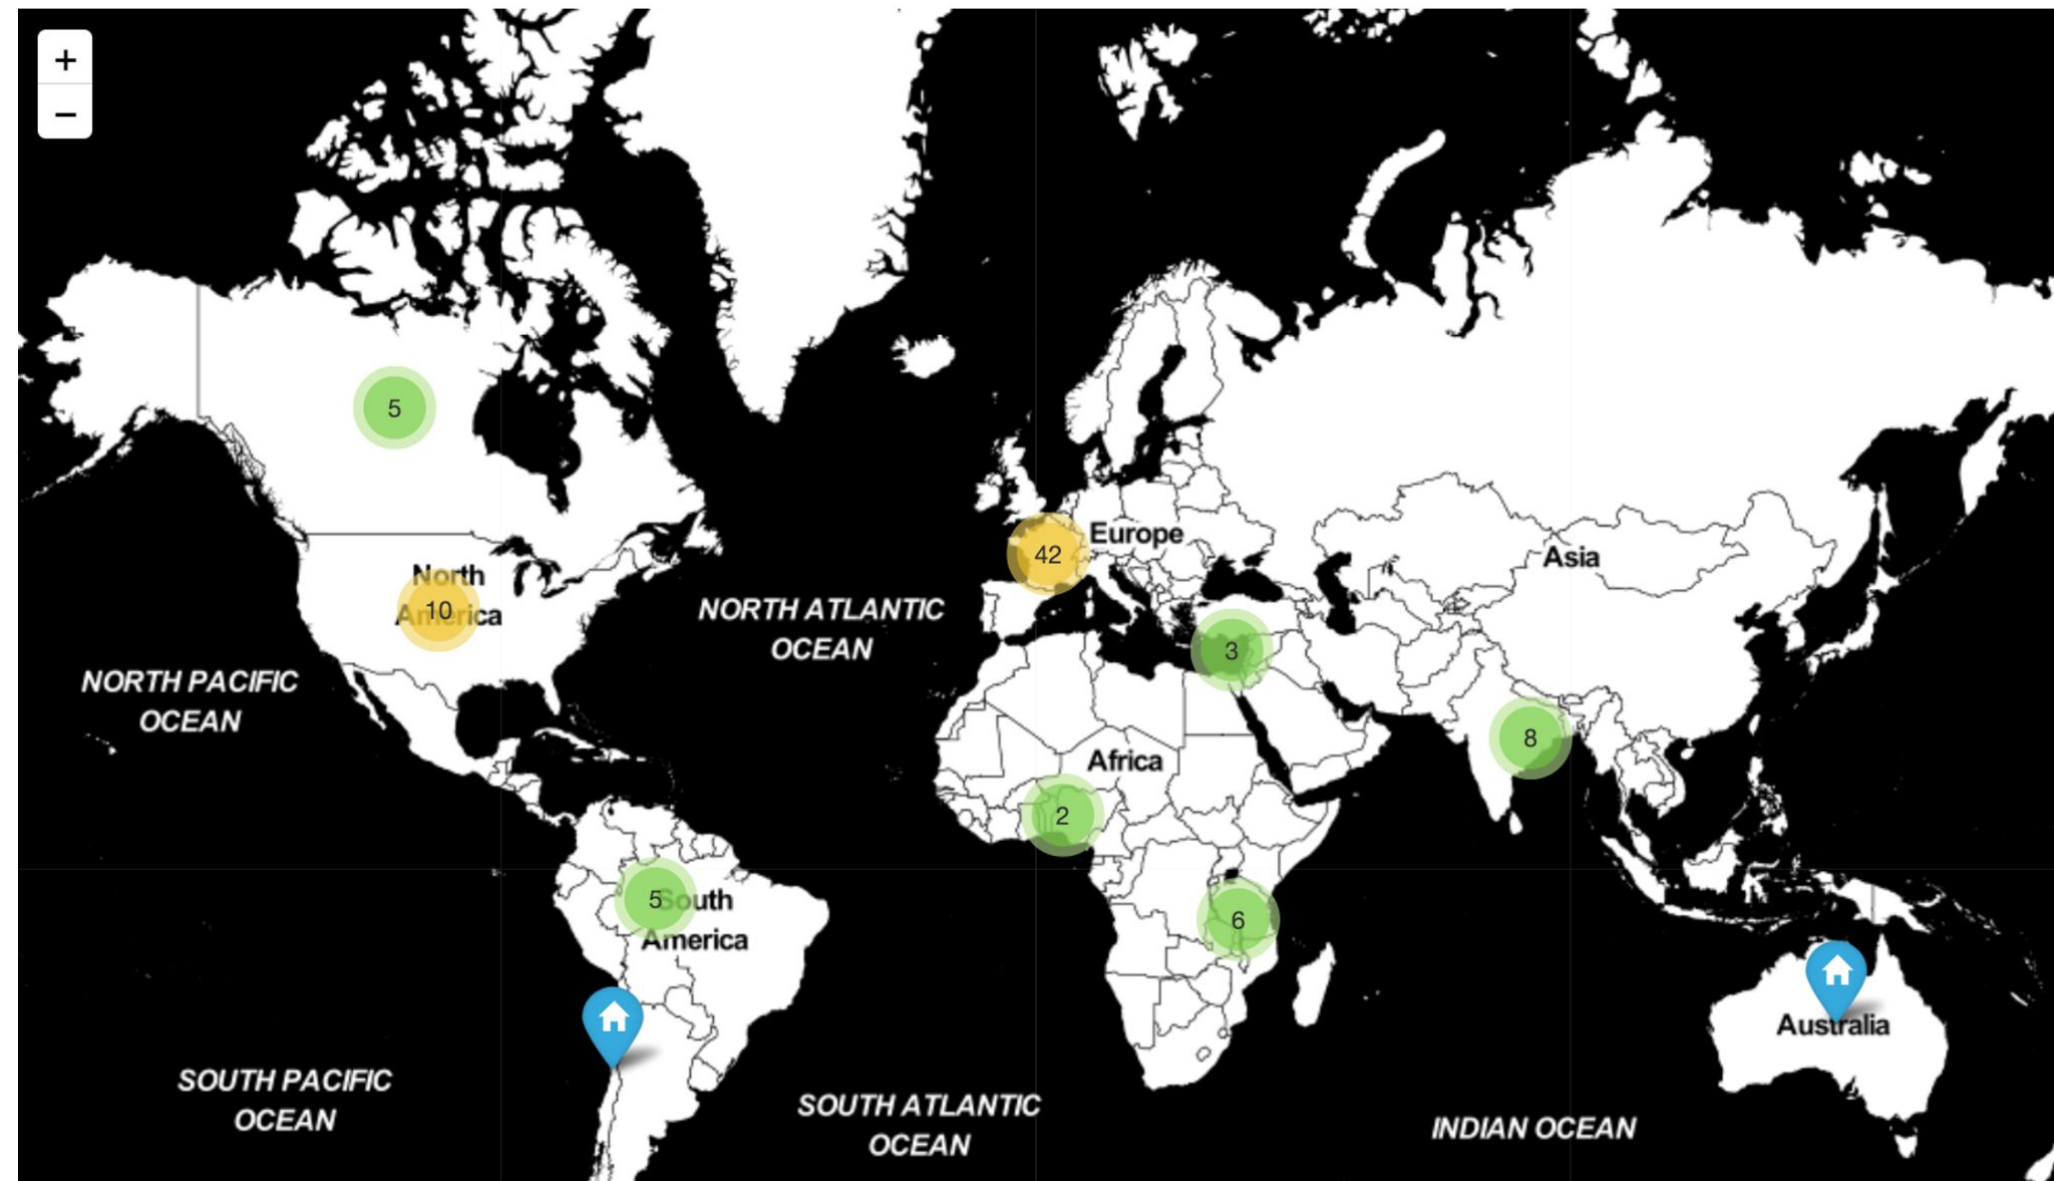 +
−
5
42
Europe
Asia
North
America
10
NORTH ATLANTIC
OCEAN
3
NORTH PACIFIC
OCEAN
8
Africa
2
5
South
America
6
Australia
SOUTH PACIFIC
OCEAN
SOUTH ATLANTIC
OCEAN
INDIAN OCEAN